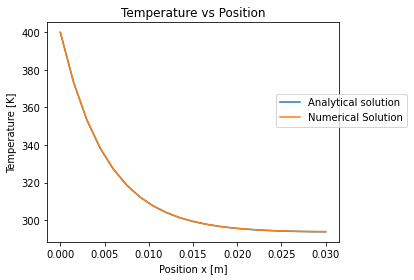 Temperature vs Position
Temperature [K]
400
380
360
340
320
300
Analytical solution
Numerical Solution
0.000 0.005 0.010 0.015 0.020 0.025 0.030
Position x [m]